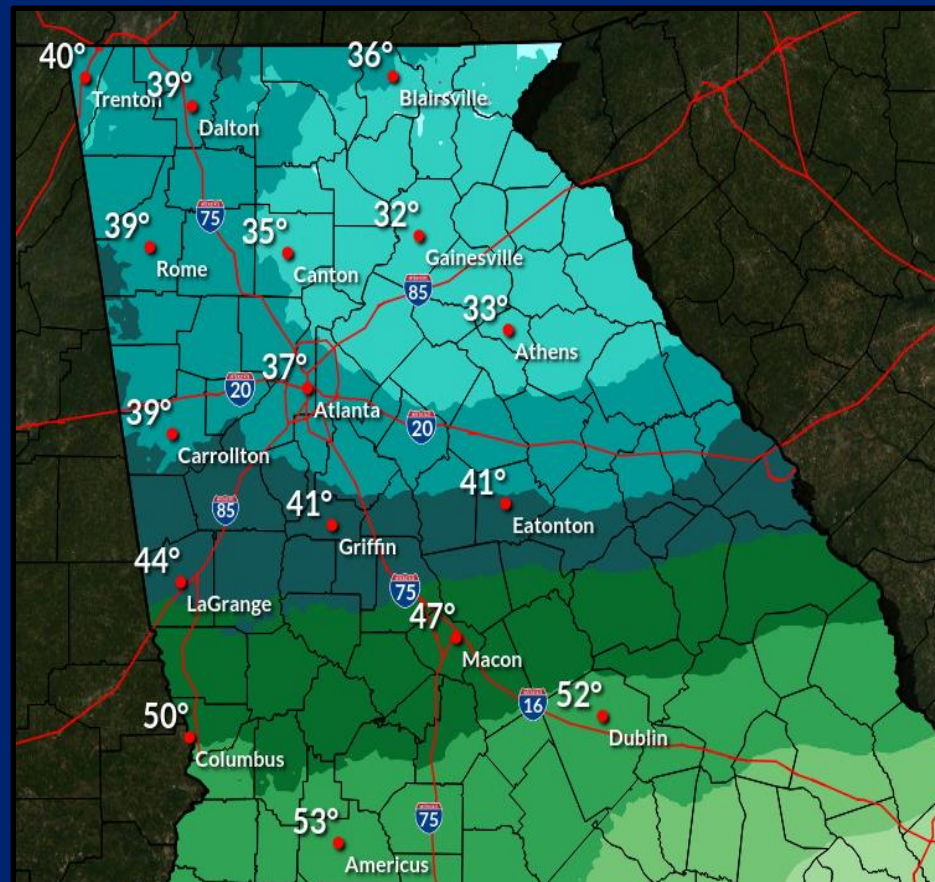 40°
Trenton
39°
Dalton
36°
Blairsville
75
39°
Rome
35°
Canton
32°
Gainesville
85
33°
Athens
37°
Atlanta
20
20
39°
Carrollton
85
41°
Griffin
41°
Eatonton
44°
LaGrange
75
47°
Macon
50°
Columbus
16
52°
Dublin
75
53°
Americus